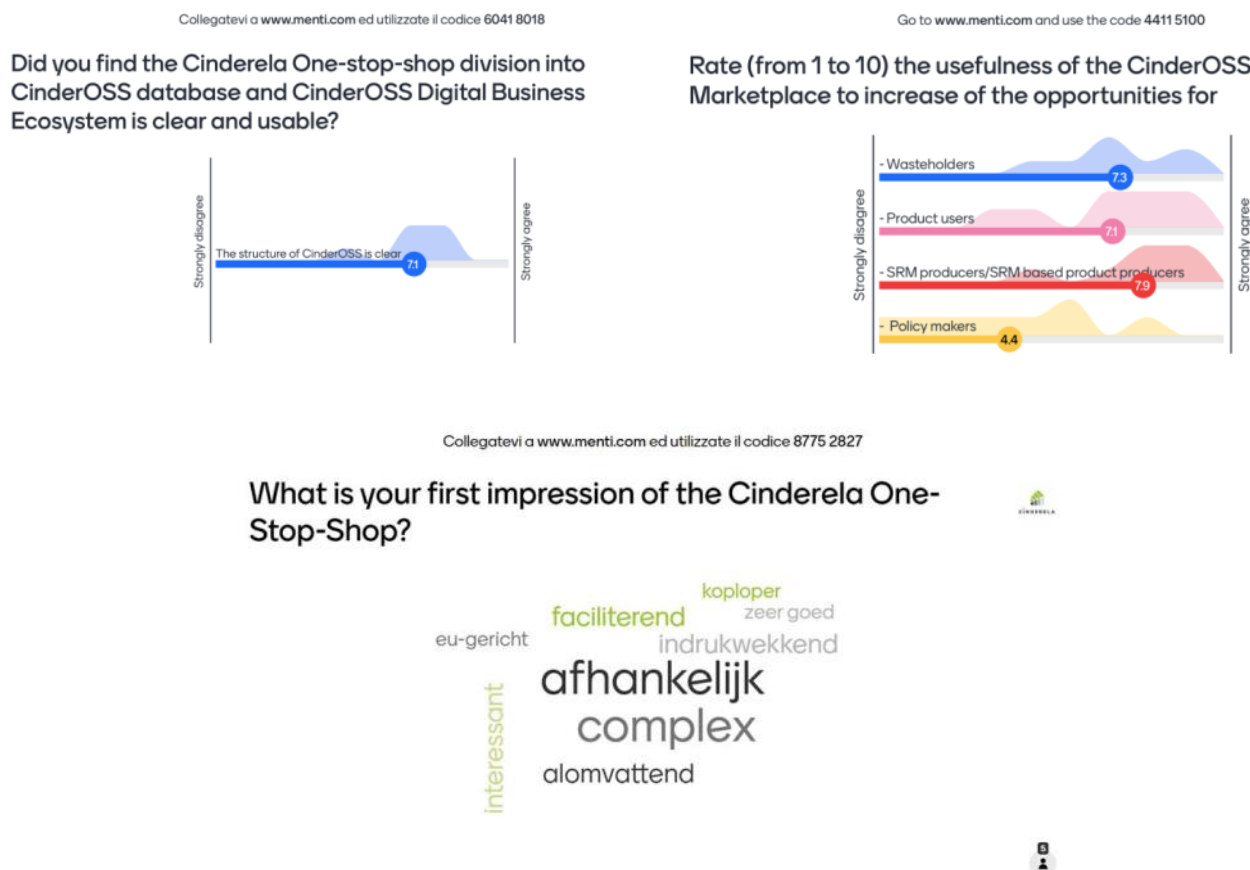 Collegatevi a www.menti.com ed utilizzate il codice 6041 8018
Did you find the Cinderela One-stop-shop division into
CinderOSS database and CinderOSS Digital Business
Ecosystem is clear and usable?
Strongly disagree
The structure of CinderOSS is clear
7.1
Strongly agree
Go to www.menti.com and use the code 4411 5100
Rate (from 1 to 10) the usefulness of the CinderOSS
Marketplace to increase of the opportunities for
Strongly disagree
- Wasteholders
7.3
- Product users
7.1
- SRM producers/SRM based product producers
7.9
- Policy makers
4.4
Strongly agree
Collegatevi a www.menti.com ed utilizzate il codice 8775 2827
What is your first impression of the Cinderela One-
Stop-Shop?
CINDERELA
koploper
faciliterend
zeer goed
eu-gericht
indrukwekkend
afhankelijk
interessant
complex
alomvattend
5